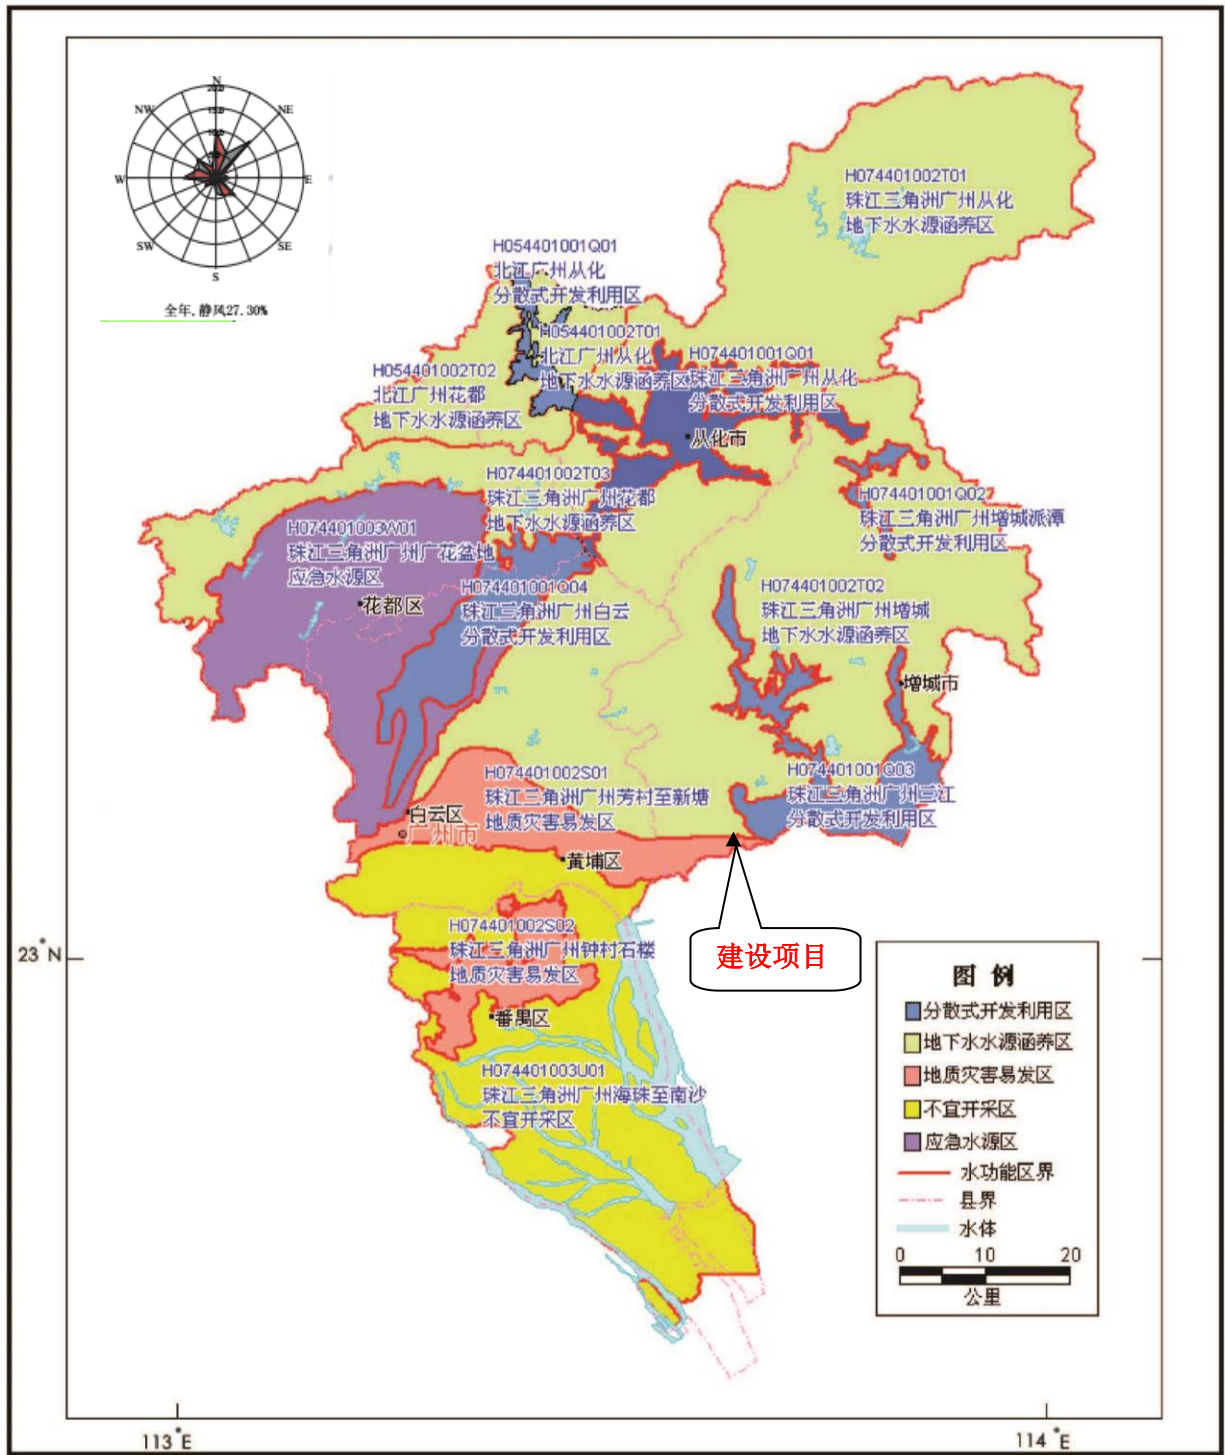 N
NW
NE
20.0
15.0
10.0
W
E
SW
SE
S
全年,静风27.30%
H074401002T01
珠江三角洲广州从化
地下水水源涵养区
H054401001Q01
北江广州从化
分散式开发利用区
H054401002T01
北江广州从化
地下水水源涵养区
H074401001Q01
珠江三角洲广州从化
分散式开发利用区
H054401002T02
北江广州花都
地下水水源涵养区
从化市
H074401002T03
珠江三角洲广州花都
地下水水源涵养区
H074401001Q02
珠江三角洲广州增城派潭
分散式开发利用区
H074401003W01
珠江三角洲广州广花盆地
应急水源区
花都区
H074401001Q04
珠江三角洲广州白云
分散式开发利用区
H074401002T02
珠江三角洲广州增城
地下水水源涵养区
增城市
H074401002S01
珠江三角洲广州芳村至新塘
地质灾害易发区
H074401001Q03
珠江三角洲广州三江
分散式开发利用区
白云区
广州市
黄埔区
H074401002S02
珠江三角洲广州钟村石楼
地质灾害易发区
建设项目
23°N
番禺区
H074401003U01
珠江三角洲广州海珠至南沙
不宜开采区
图 例
分散式开发利用区
地下水水源涵养区
地质灾害易发区
不宜开采区
应急水源区
水功能区界
县界
水体
0 10 20
公里
113°E
114°E